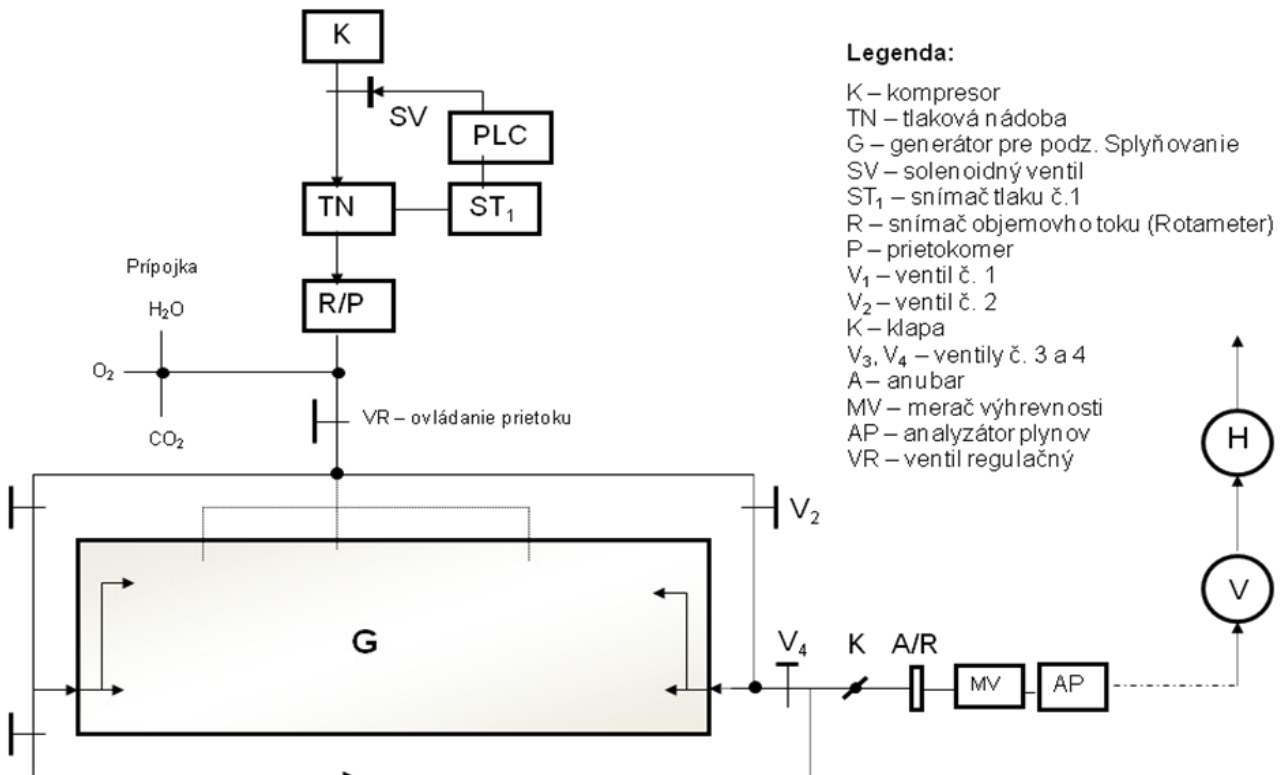 K
SV
PLC
TN
ST₁
R/P
Prípojka
H₂O
O₂
CO₂
VR – ovládanie prietoku
V₂
G
V₄
K
A/R
MV
AP
H
V
Legenda:
K – kompresor
TN – tlaková nádoba
G – generátor pre podz. Splyňovanie
SV – solenoidný ventil
ST₁ – snímač tlaku č.1
R – snímač objemovho toku (Rotameter)
P – prietokomer
V₁ – ventil č. 1
V₂ – ventil č. 2
K – klapa
V₃, V₄ – ventily č. 3 a 4
A – anubar
MV – merač výhrevnosti
AP – analyzátor plynov
VR – ventil regulačný